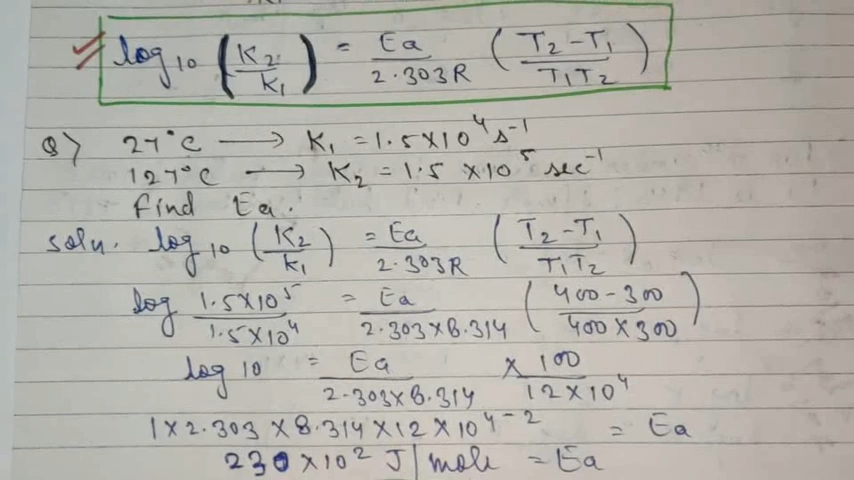 log₁₀ (K₂/K₁) = Ea/2.303R (T₂-T₁/T₁T₂)
Q> 27°C → K₁ = 1.5×10⁴ s⁻¹
127°C → K₂ = 1.5 ×10⁵ sec⁻¹
Find Ea.
Soln. log₁₀ (K₂/K₁) = Ea/2.303R (T₂-T₁/T₁T₂)
log 1.5×10⁵/1.5×10⁴ = Ea/2.303×8.314 (400-300/400×300)
log 10 = Ea/2.303×8.314 × 100/12×10⁴
1×2.303×8.314×12×10⁴⁻² = Ea
230×10² J/mole = Ea